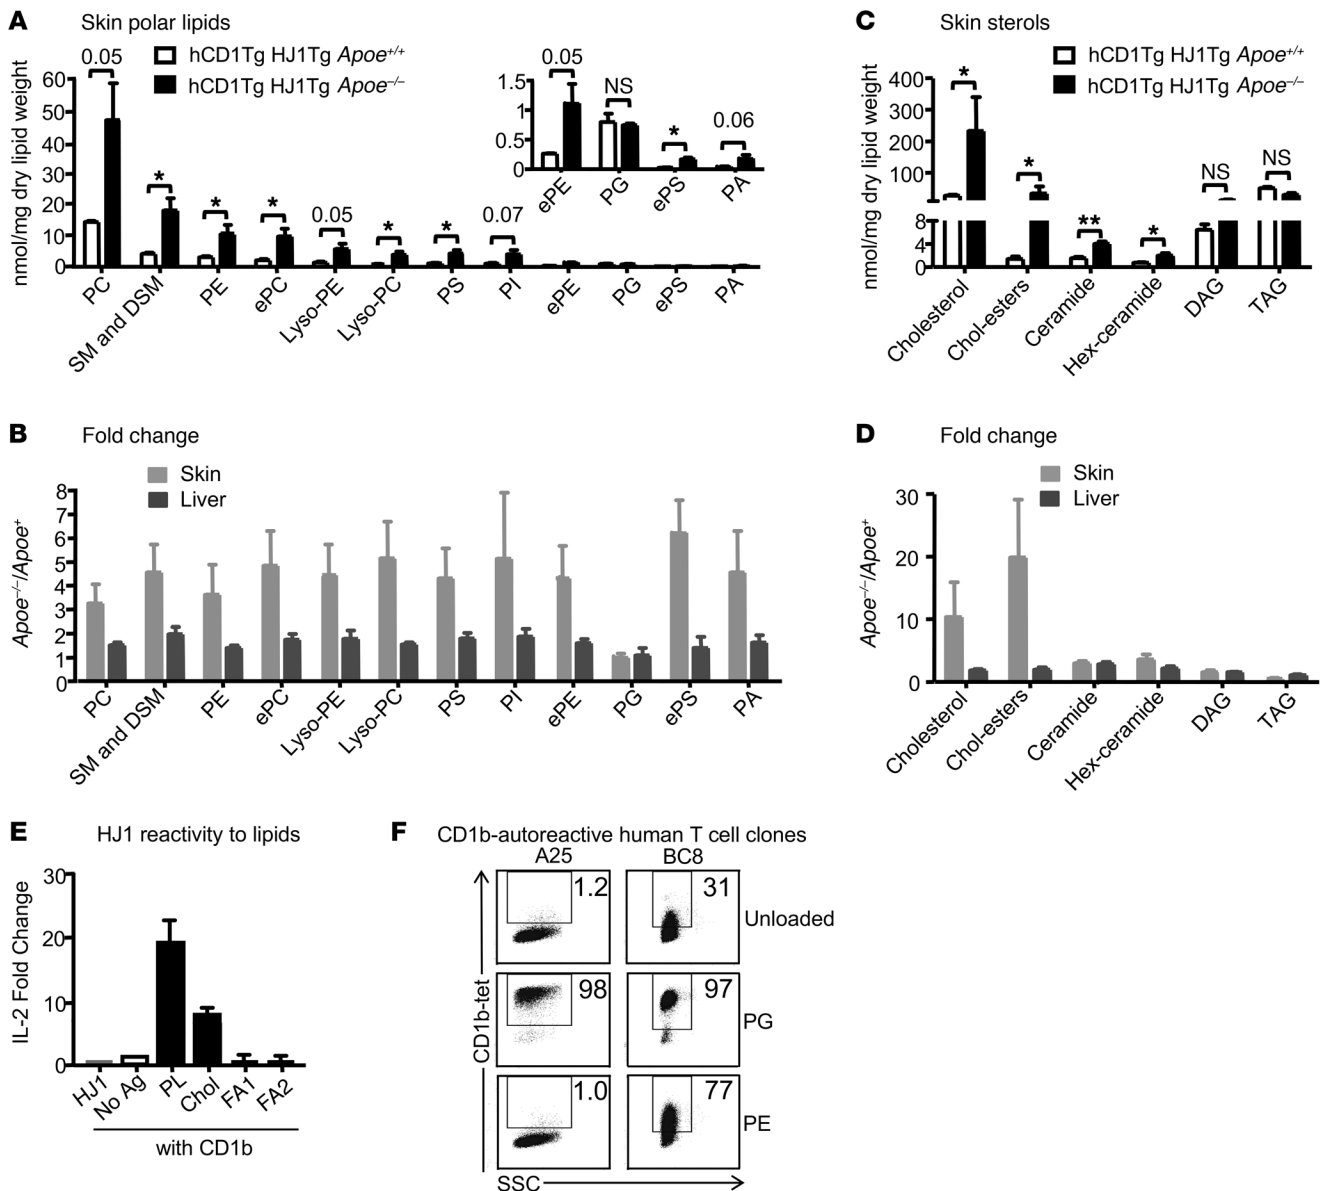 A Skin polar lipids
hCD1Tg HJ1Tg Apoe+/+
hCD1Tg HJ1Tg Apoe–/–
nmol/mg dry lipid weight
60
50
40
30
20
10
0
0.05
*
*
*
0.05
*
*
0.07
PC
SM and DSM
PE
ePC
Lyso-PE
Lyso-PC
PS
PI
ePE
PG
ePS
PA
1.5
1
0.5
0
0.05
NS
*
0.06
ePE
PG
ePS
PA
C Skin sterols
hCD1Tg HJ1Tg Apoe+/+
hCD1Tg HJ1Tg Apoe–/–
nmol/mg dry lipid weight
400
300
200
100
8
4
0
*
*
**
*
NS
NS
Cholesterol
Chol-esters
Ceramide
Hex-ceramide
DAG
TAG
B Fold change
Skin
Liver
Apoe–/–/Apoe+
8
7
6
5
4
3
2
1
0
PC
SM and DSM
PE
ePC
Lyso-PE
Lyso-PC
PS
PI
ePE
PG
ePS
PA
D Fold change
Skin
Liver
Apoe–/–/Apoe+
30
20
10
0
Cholesterol
Chol-esters
Ceramide
Hex-ceramide
DAG
TAG
E HJ1 reactivity to lipids
IL-2 Fold Change
30
20
10
0
HJ1
No Ag
PL
Chol
FA1
FA2
with CD1b
F CD1b-autoreactive human T cell clones
A25 BC8
1.2 31 Unloaded
98 97 PG
1.0 77 PE
CD1b-tet
SSC